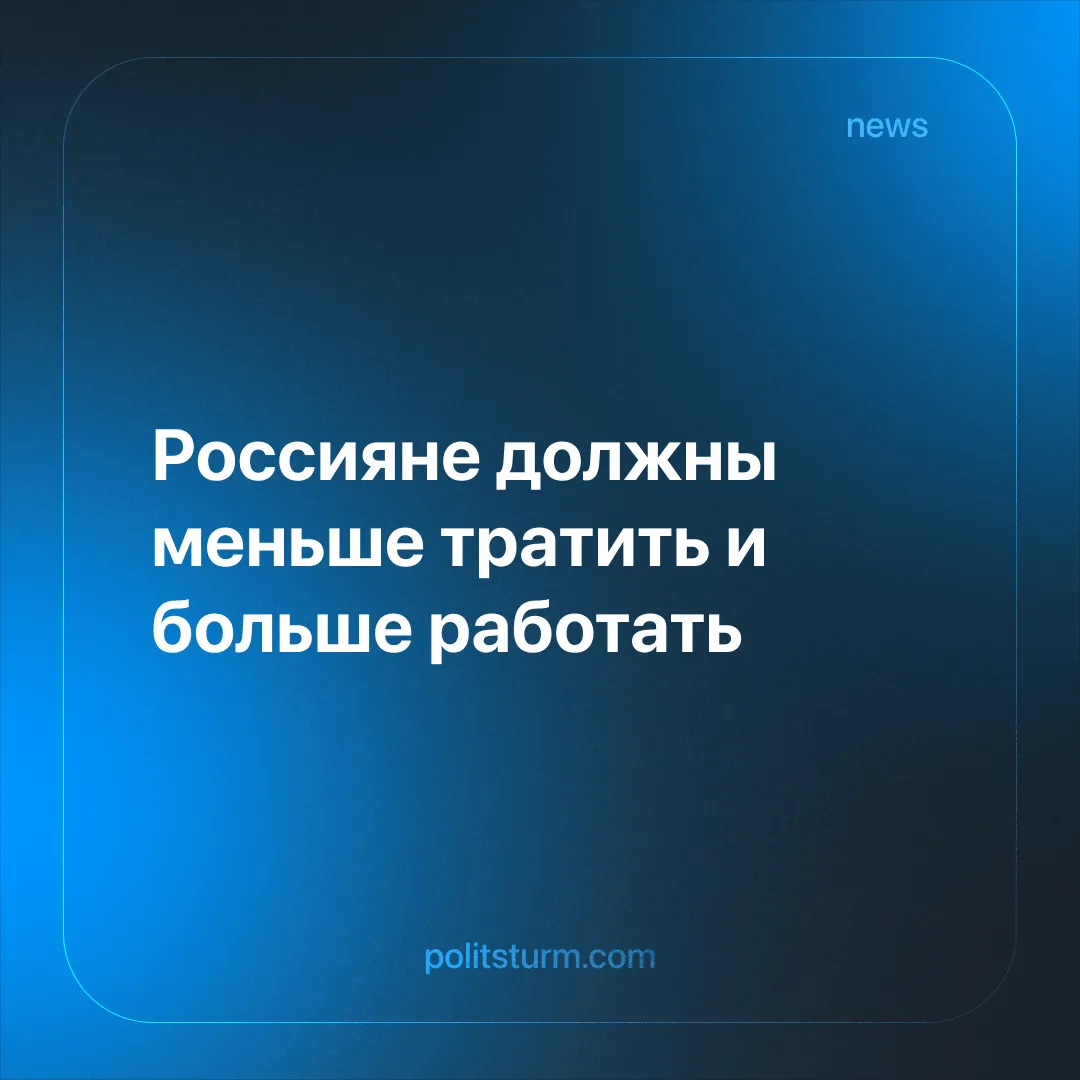 news
Россияне должны
меньше тратить и
больше работать
politsturm.com